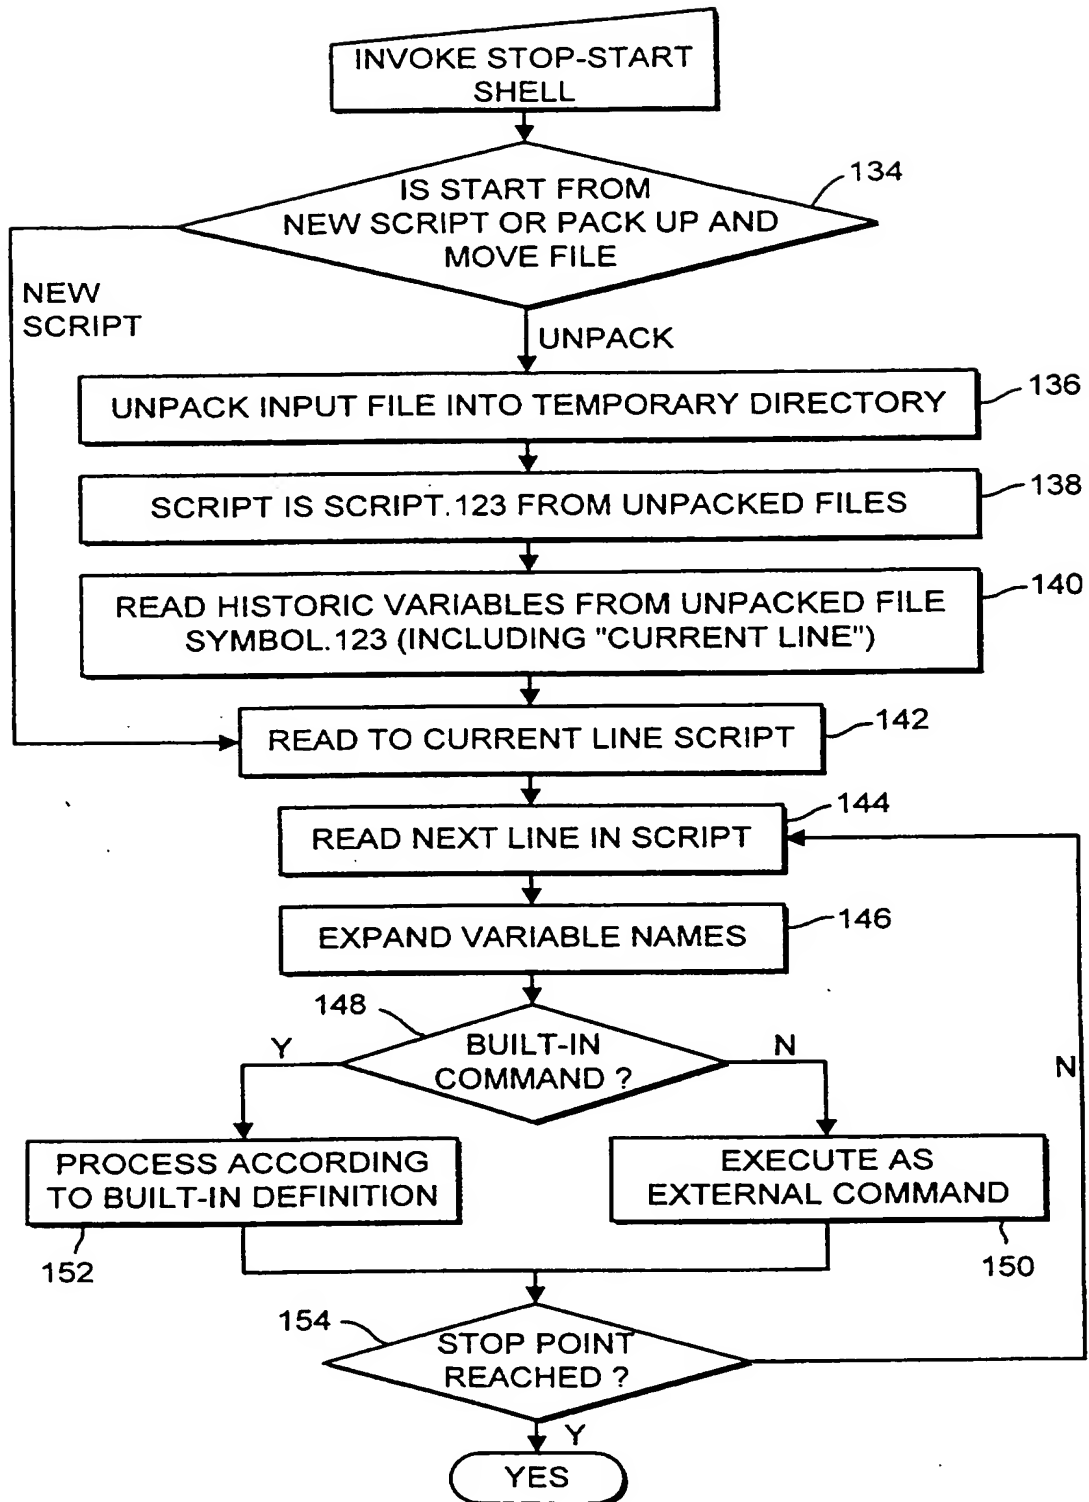 INVOKE STOP-START
SHELL
134
IS START FROM
NEW SCRIPT OR PACK UP AND
MOVE FILE
NEW
SCRIPT
UNPACK
136
UNPACK INPUT FILE INTO TEMPORARY DIRECTORY
138
SCRIPT IS SCRIPT.123 FROM UNPACKED FILES
140
READ HISTORIC VARIABLES FROM UNPACKED FILE
SYMBOL.123 (INCLUDING "CURRENT LINE")
142
READ TO CURRENT LINE SCRIPT
144
READ NEXT LINE IN SCRIPT
146
EXPAND VARIABLE NAMES
148
BUILT-IN
COMMAND ?
Y
N
N
PROCESS ACCORDING
TO BUILT-IN DEFINITION
152
EXECUTE AS
EXTERNAL COMMAND
150
154
STOP POINT
REACHED ?
Y
YES